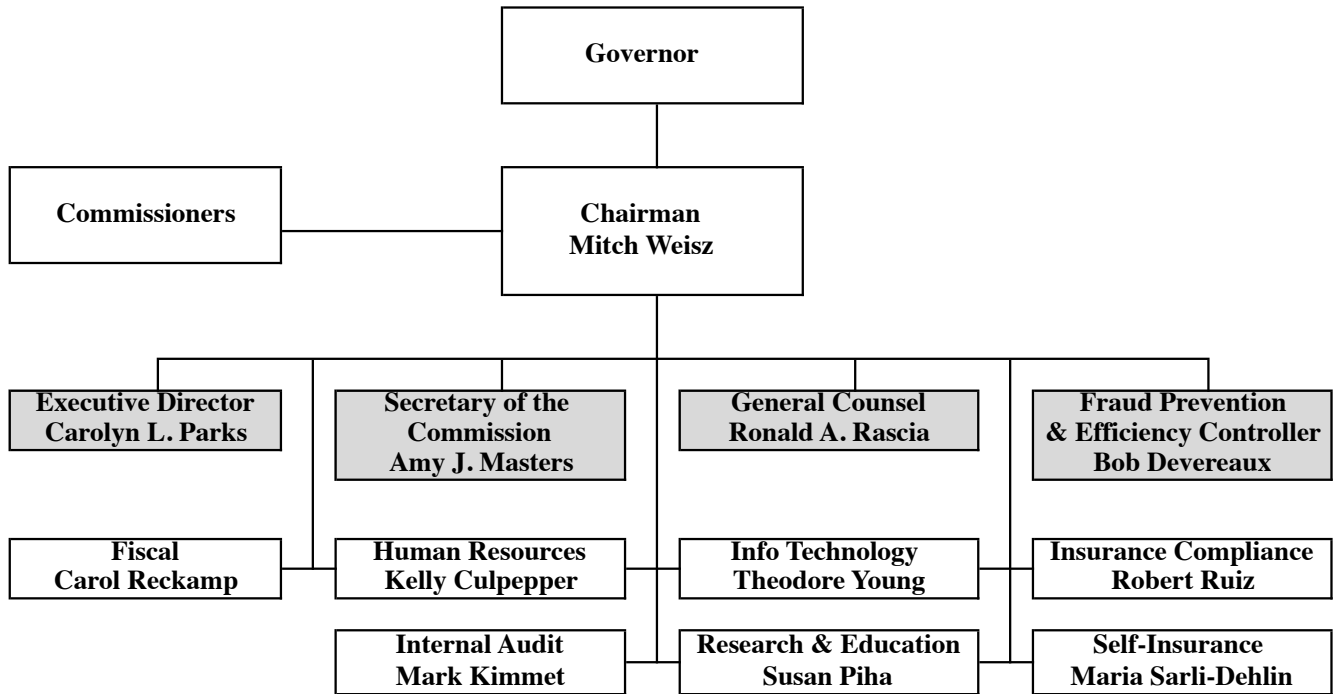 Governor
Commissioners
Chairman
Mitch Weisz
Executive Director
Carolyn L. Parks
Secretary of the
Commission
Amy J. Masters
General Counsel
Ronald A. Rascia
Fraud Prevention
& Efficiency Controller
Bob Devereaux
Fiscal
Carol Reckamp
Human Resources
Kelly Culpepper
Info Technology
Theodore Young
Insurance Compliance
Robert Ruiz
Internal Audit
Mark Kimmet
Research & Education
Susan Piha
Self-Insurance
Maria Sarli-Dehlin